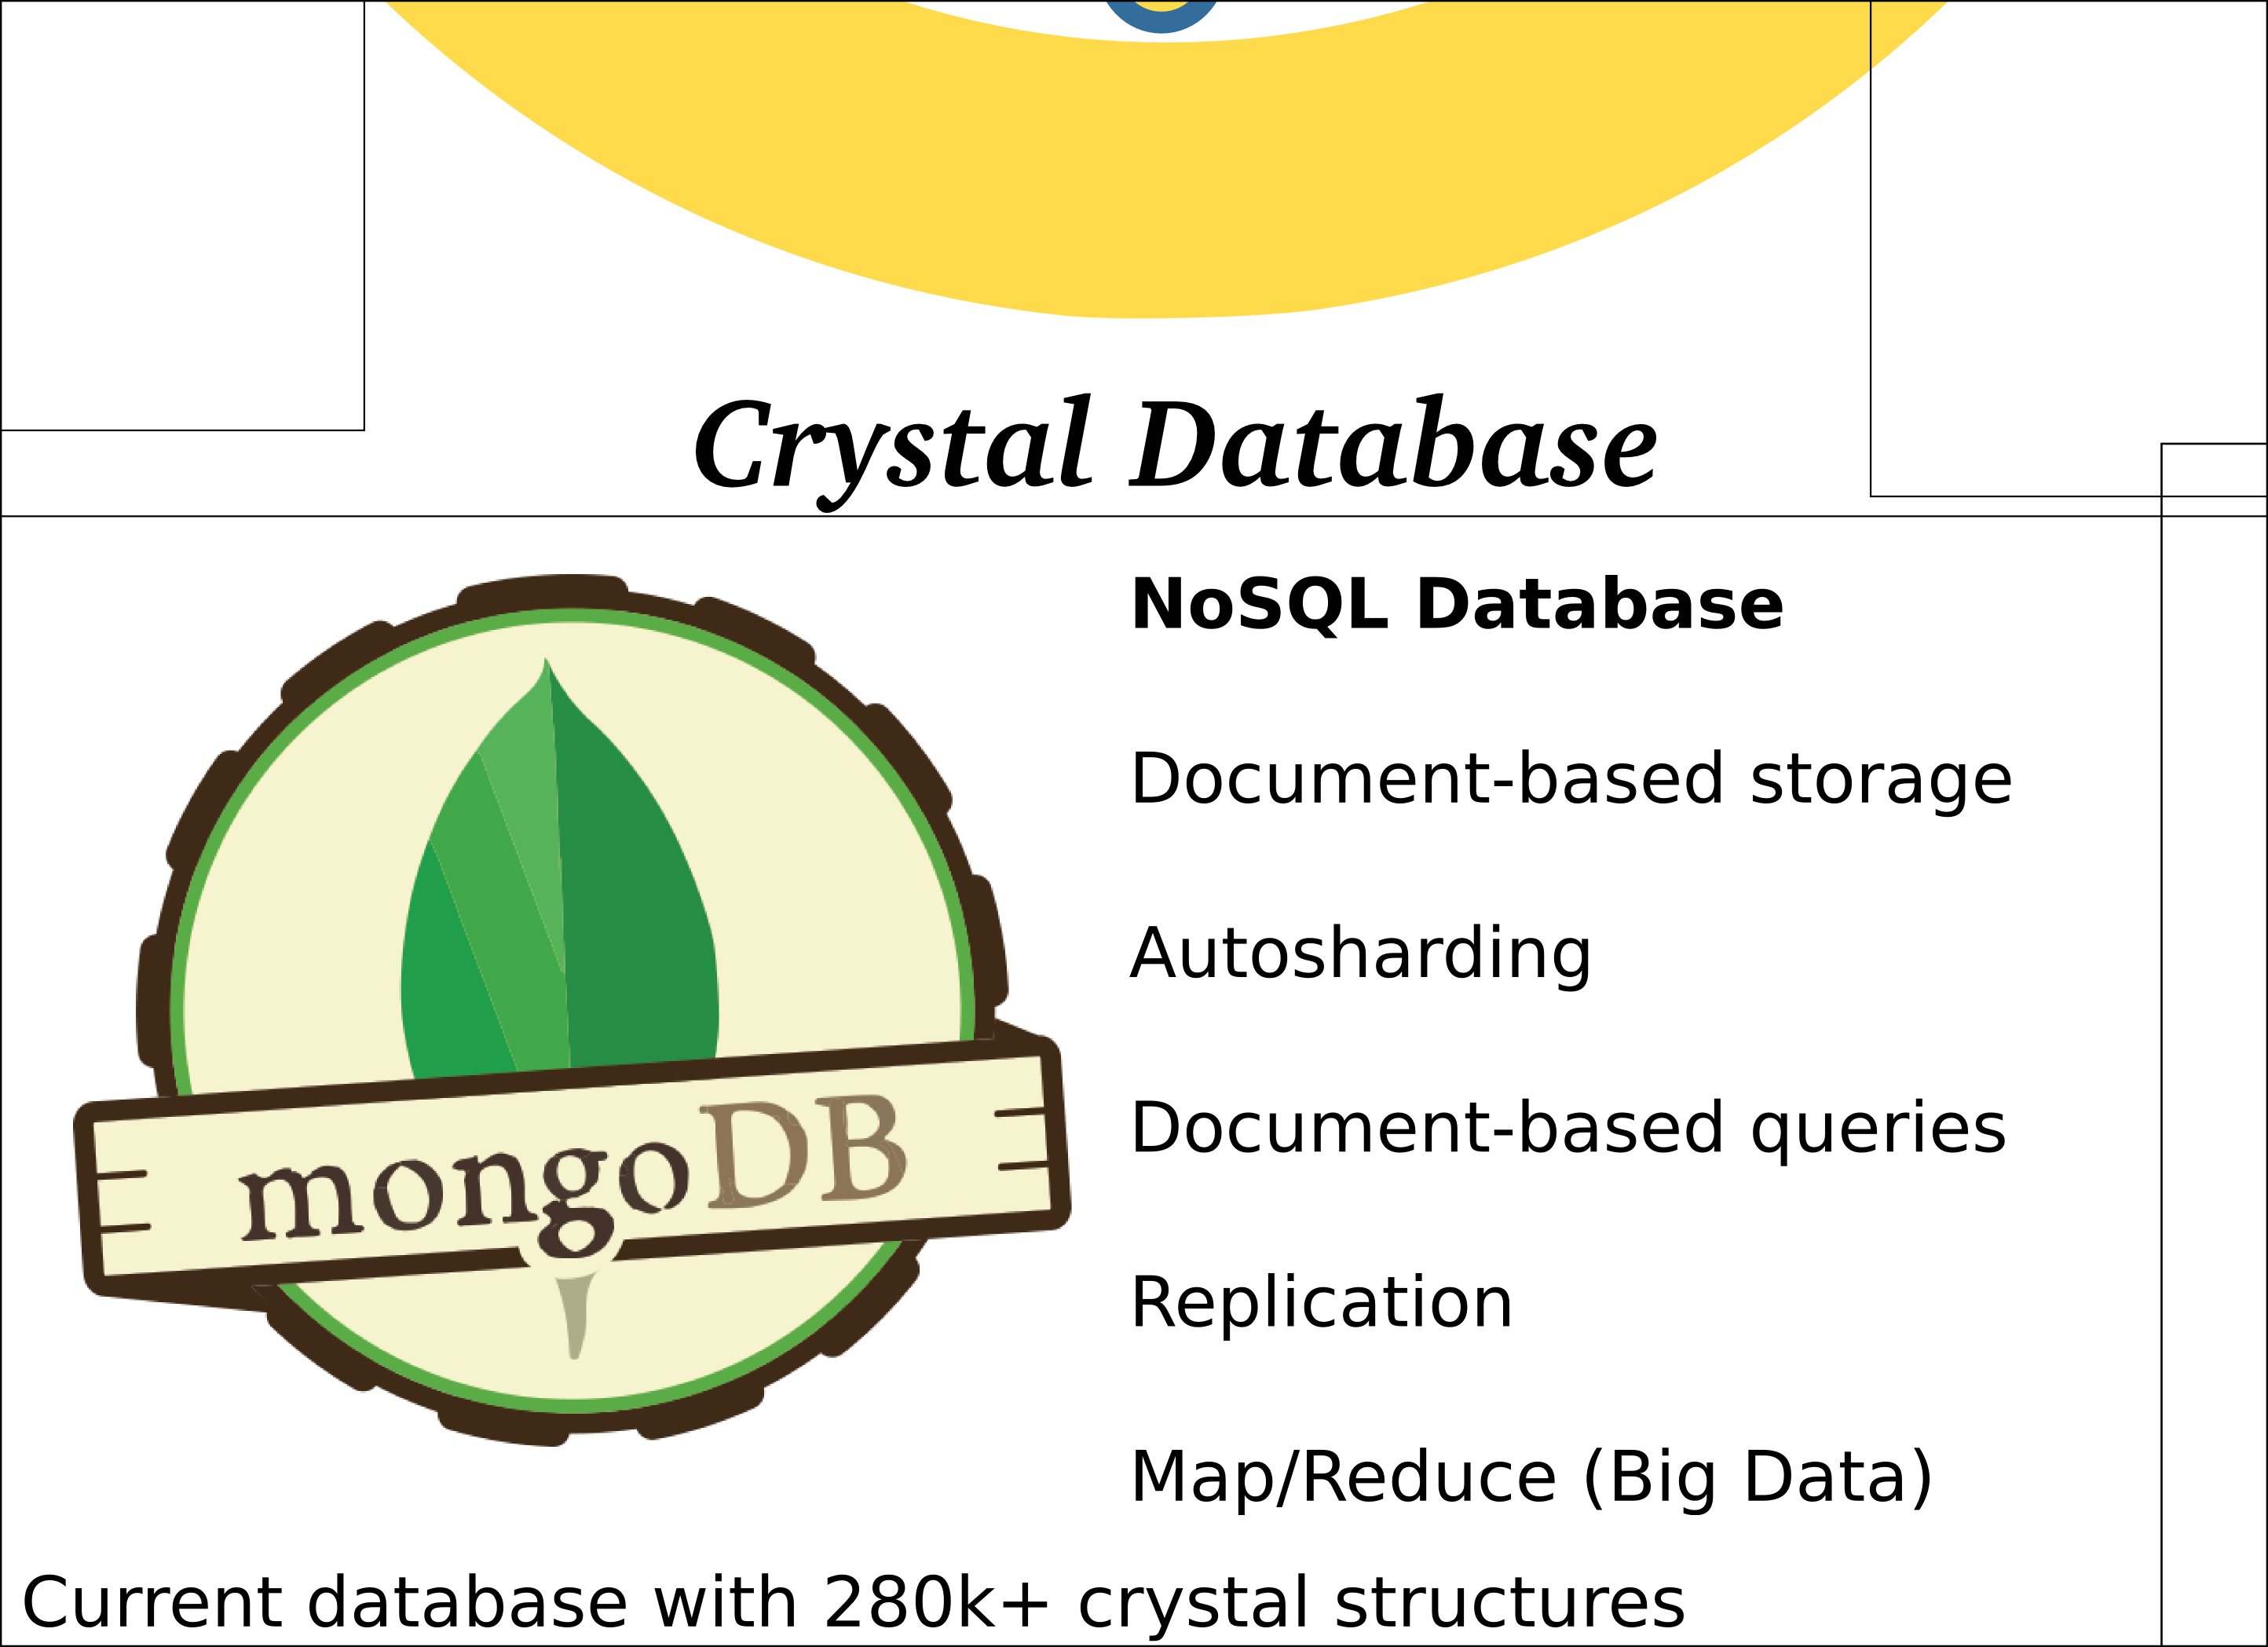 Crystal Database
NoSQL Database
Document-based storage
Autosharding
Document-based queries
mongoDB
Replication
Map/Reduce (Big Data)
Current database with 280k+ crystal structures